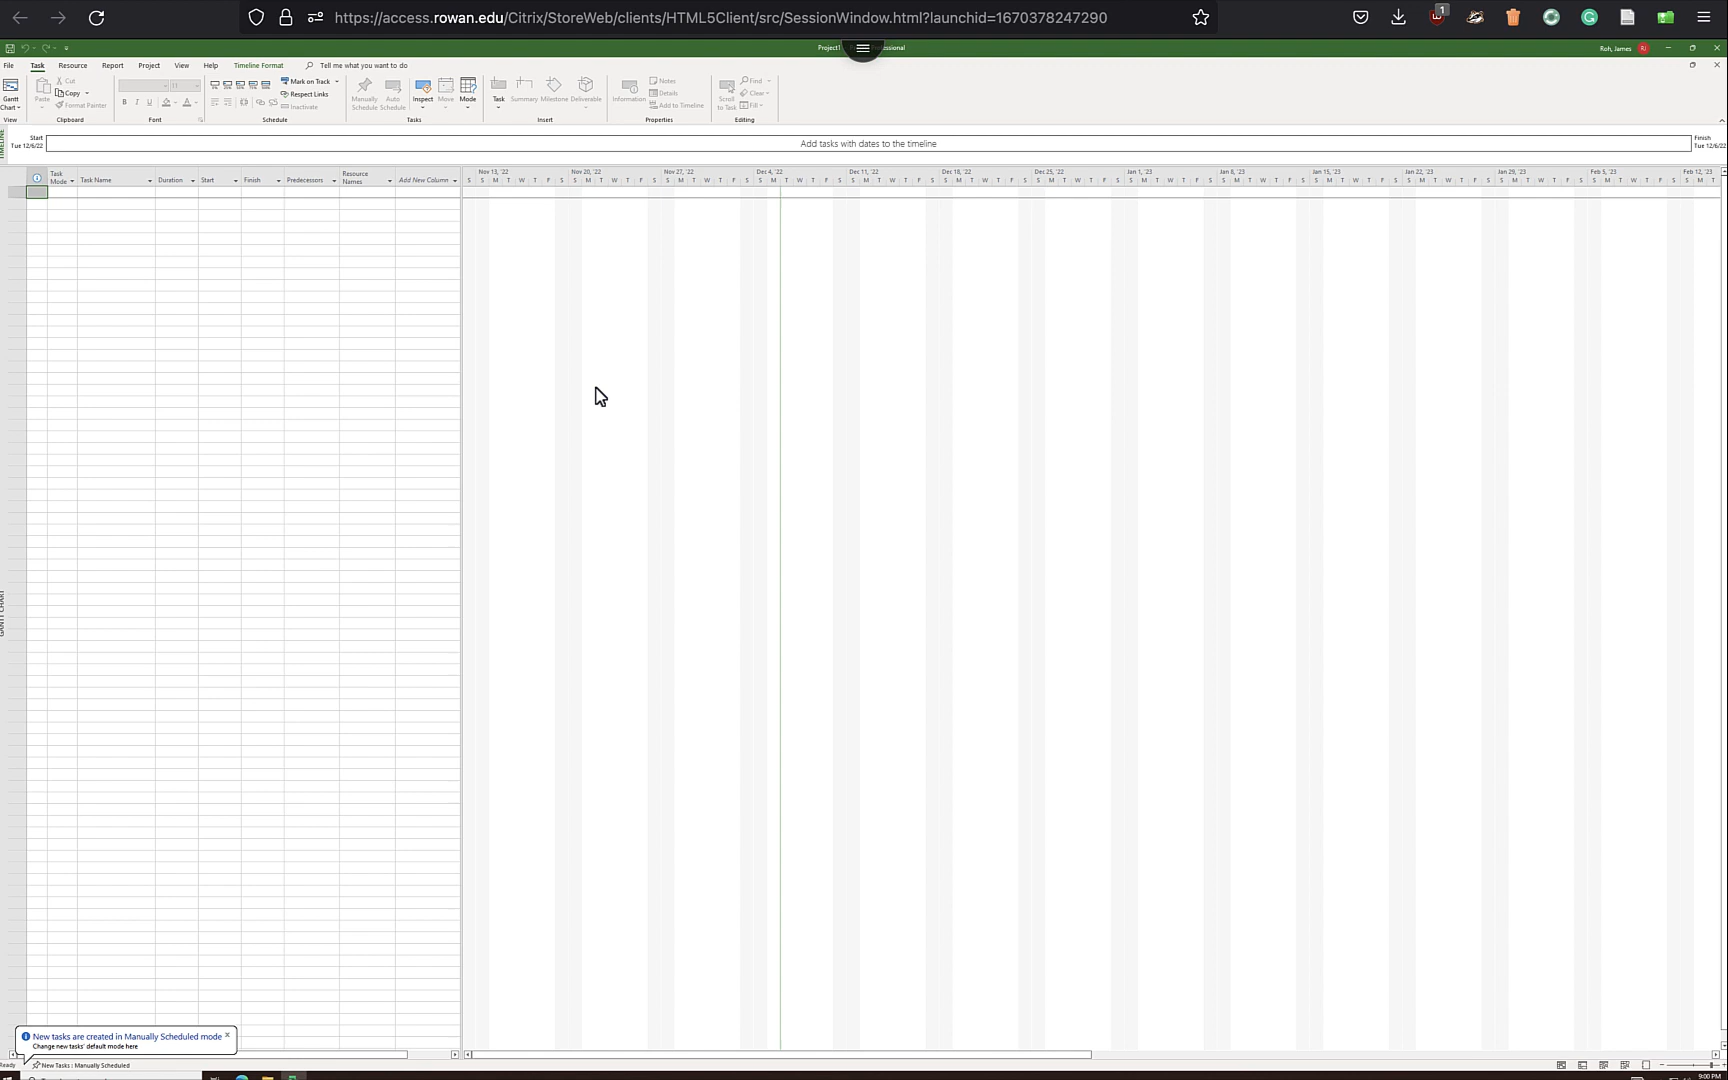 https://access.rowan.edu/Citrix/StoreWeb/clients/HTML5Client/src/SessionWindow.html?launchid=1670378247290
1
Project1
Roh, James RJ
File Task Resource Report Project View Help Timeline Format Tell me what you want to do
Gantt Chart
View
Paste
Cut
Copy
Format Painter
Clipboard
11
B I U A
Font
Mark on Track
Respect Links
Inactivate
Schedule
Manually Schedule
Auto Schedule
Inspect
Move
Mode
Tasks
Task
Summary
Milestone
Deliverable
Insert
Information
Notes
Details
Add to Timeline
Properties
Scroll to Task
Find
Clear
Fill
Editing
TIMELINE
Start
Tue 12/6/22
Add tasks with dates to the timeline
Finish
Tue 12/6/22
Task Mode
Task Name
Duration
Start
Finish
Predecessors
Resource Names
Add New Column
Nov 13, '22 Nov 20, '22 Nov 27, '22 Dec 4, '22 Dec 11, '22 Dec 18, '22 Dec 25, '22 Jan 1, '23 Jan 8, '23 Jan 15, '23 Jan 22, '23 Jan 29, '23 Feb 5, '23 Feb 12, '23
S S M T W T F S S M T W T F S S M T W T F S S M T W T F S S M T W T F S S M T W T F S S M T W T F S S M T W T F S S M T W T F S S M T W T F S S M T W T F S S M T W T F S S M T W T F S S M T
GANTT CHART
New tasks are created in Manually Scheduled mode
Change new tasks' default mode here
Ready
New Tasks : Manually Scheduled
9:00 PM